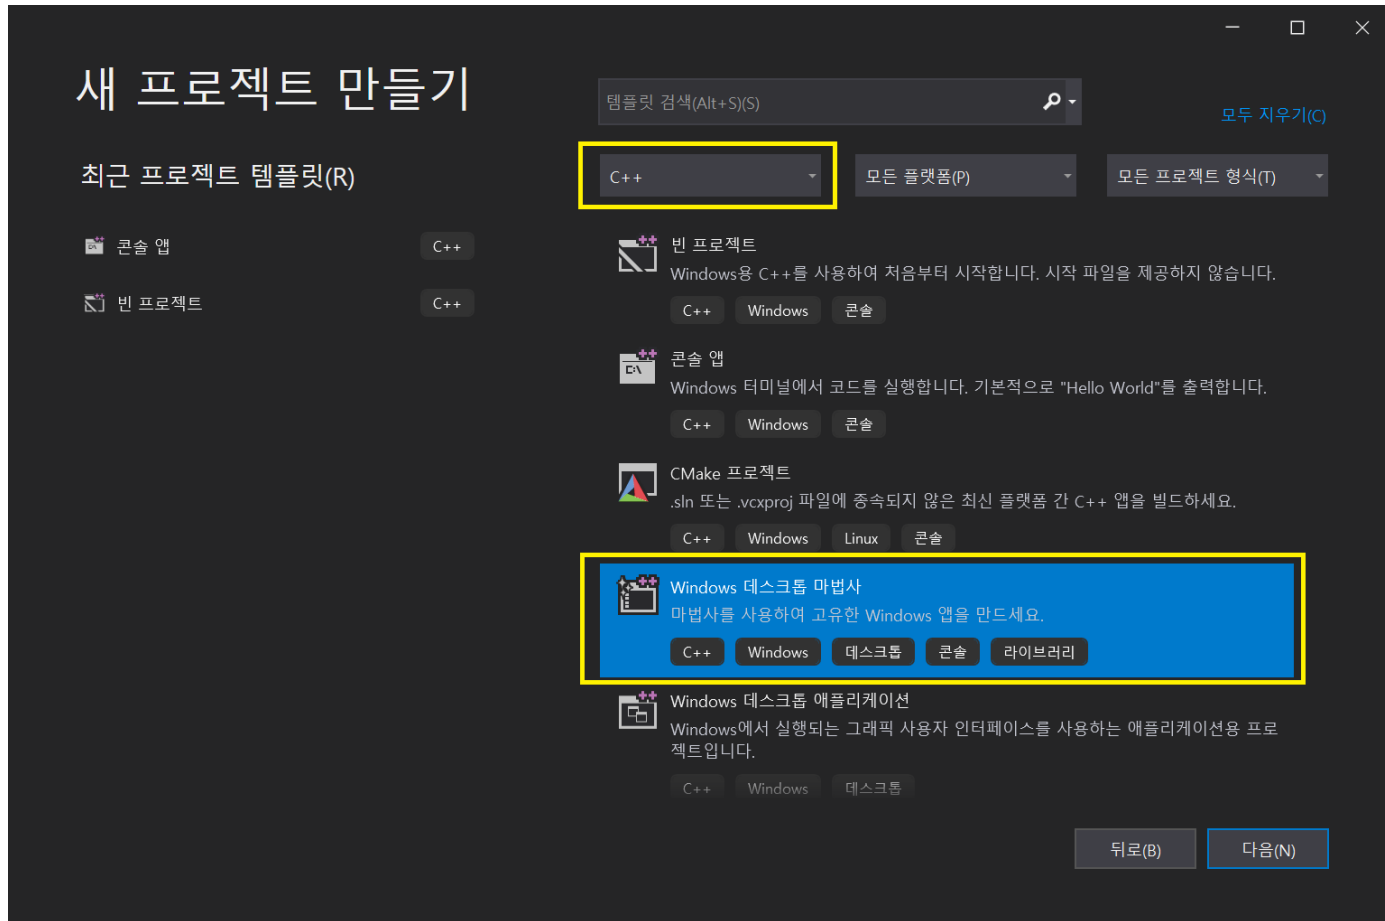 새 프로젝트 만들기
템플릿 검색(Alt+S)(S)
모두 지우기(C)
최근 프로젝트 템플릿(R)
C++
모든 플랫폼(P)
모든 프로젝트 형식(T)
콘솔 앱
C++
빈 프로젝트
C++
빈 프로젝트
Windows용 C++를 사용하여 처음부터 시작합니다. 시작 파일을 제공하지 않습니다.
C++ Windows 콘솔
콘솔 앱
Windows 터미널에서 코드를 실행합니다. 기본적으로 "Hello World"를 출력합니다.
C++ Windows 콘솔
CMake 프로젝트
.sln 또는 .vcxproj 파일에 종속되지 않은 최신 플랫폼 간 C++ 앱을 빌드하세요.
C++ Windows Linux 콘솔
Windows 데스크톱 마법사
마법사를 사용하여 고유한 Windows 앱을 만드세요.
C++ Windows 데스크톱 콘솔 라이브러리
Windows 데스크톱 애플리케이션
Windows에서 실행되는 그래픽 사용자 인터페이스를 사용하는 애플리케이션용 프로
젝트입니다.
C++ Windows 데스크톱
뒤로(B)
다음(N)